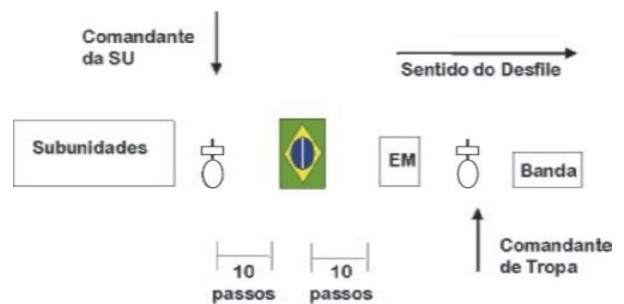 Comandante
da SU
Sentido do Desfile
Subunidades
EM
Banda
10
passos
10
passos
Comandante
de Tropa